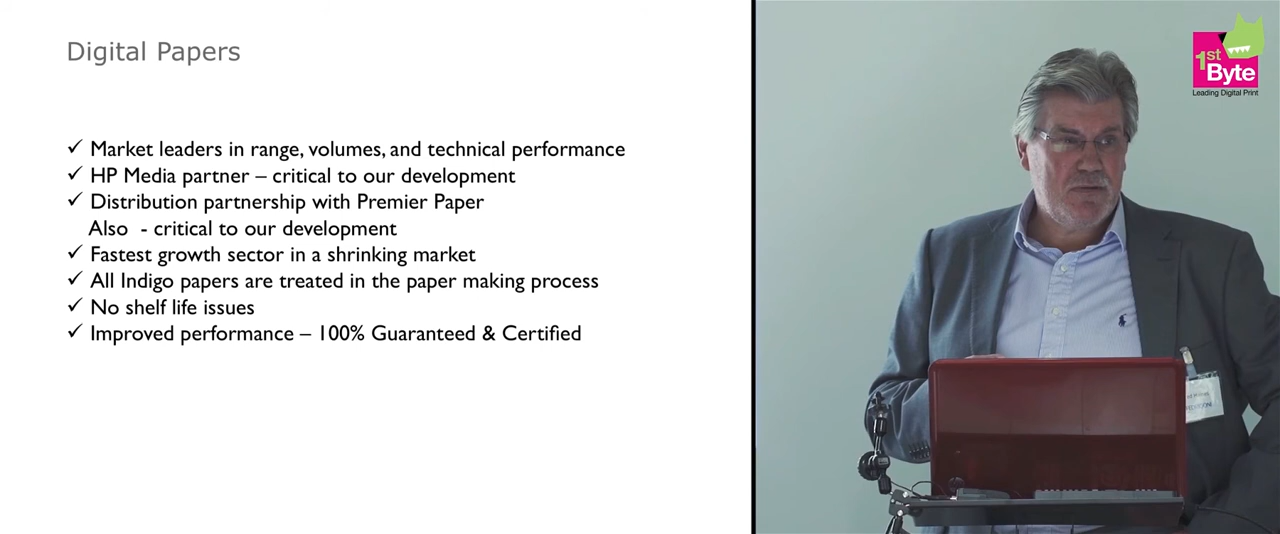 Digital Papers
✓ Market leaders in range, volumes, and technical performance
✓ HP Media partner – critical to our development
✓ Distribution partnership with Premier Paper
Also - critical to our development
✓ Fastest growth sector in a shrinking market
✓ All Indigo papers are treated in the paper making process
✓ No shelf life issues
✓ Improved performance – 100% Guaranteed & Certified
1st
Byte
Leading Digital Print